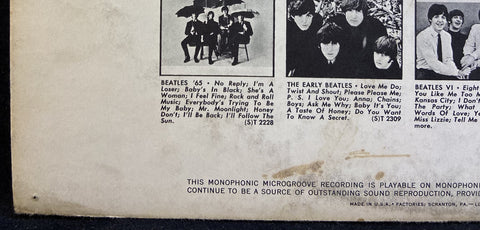 BEATLES '65 • No Reply; I'm A
Loser; Baby's In Black; She's A
Woman; I Feel Fine; Rock and Roll
Music; Everybody's Trying To Be
My Baby; Mr. Moonlight; Honey
Don't; I'll Be Back; I'll Follow The
Sun. (S)T 2228
THE EARLY BEATLES • Love Me Do;
Twist And Shout; Please Please Me;
P. S. I Love You; Anna; Chains;
Boys; Ask Me Why; Baby It's You;
A Taste Of Honey; Do You Want
To Know A Secret. (S)T 2309
BEATLES VI • Eight
You Like Me Too
Kansas City; I Don't
The Party; What
Words Of Love; Ye
Miss Lizzie; Tell Me
more.
THIS MONOPHONIC MICROGROOVE RECORDING IS PLAYABLE ON MONOPHON
CONTINUE TO BE A SOURCE OF OUTSTANDING SOUND REPRODUCTION, PROVID
MADE IN U.S.A. • FACTORIES: SCRANTON, PA.—LO